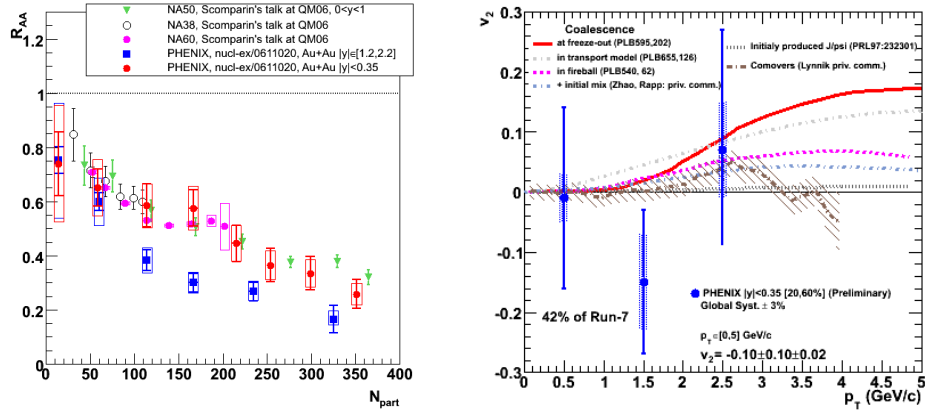 R_AA
1.2
1
0.8
0.6
0.4
0.2
0
NA50, Scomparin's talk at QM06, 0<y<1
NA38, Scomparin's talk at QM06
NA60, Scomparin's talk at QM06
PHENIX, nucl-ex/0611020, Au+Au |y|∈[1.2,2.2]
PHENIX, nucl-ex/0611020, Au+Au |y|<0.35
0 50 100 150 200 250 300 350 400
N_part
v_2
0.3
0.2
0.1
0
-0.1
-0.2
-0.3
Coalescence
at freeze-out (PLB595,202)
in transport model (PLB655,126)
in fireball (PLB540, 62)
+ initial mix (Zhao, Rapp: priv. comm.)
Initialy produced J/psi (PRL97:232301)
Comovers (Lynnik priv. comm.)
PHENIX |y|<0.35 [20,60%] (Preliminary)
Global Syst. ± 3%
42% of Run-7
p_T∈[0,5] GeV/c
v_2 = -0.10±0.10±0.02
0 0.5 1 1.5 2 2.5 3 3.5 4 4.5 5
p_T (GeV/c)